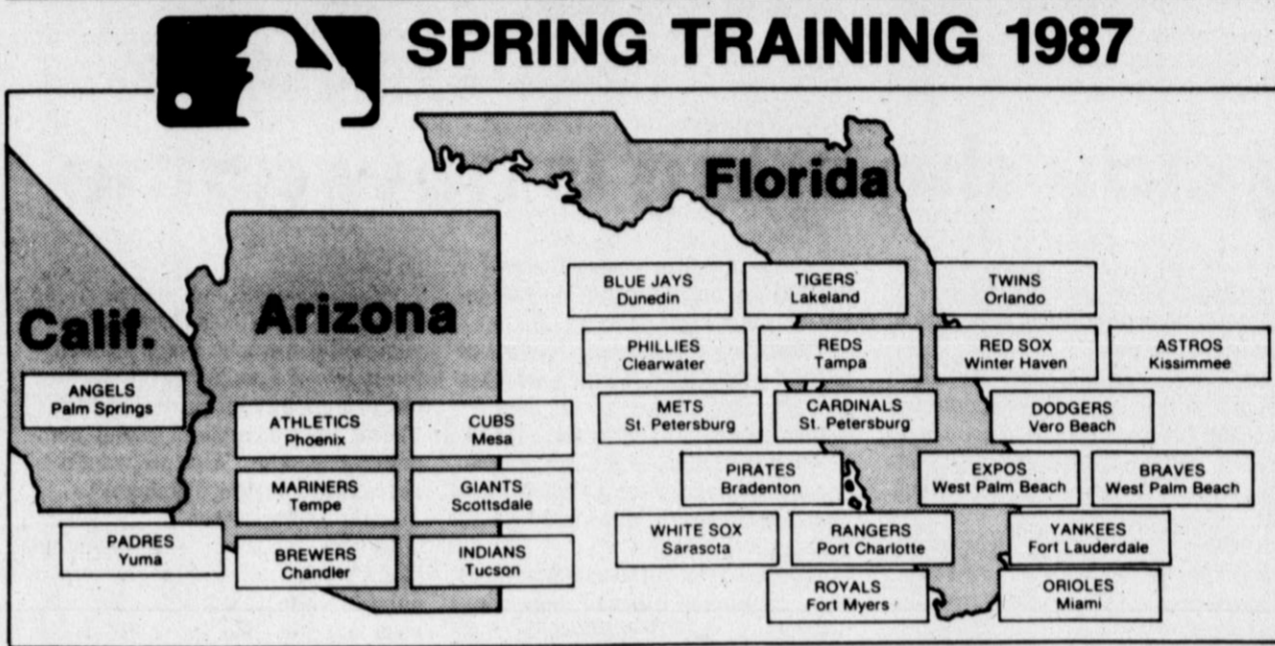 SPRING TRAINING 1987
Florida
Arizona
Calif.
BLUE JAYS
Dunedin
TIGERS
Lakeland
TWINS
Orlando
PHILLIES
Clearwater
REDS
Tampa
RED SOX
Winter Haven
ASTROS
Kissimmee
ANGELS
Palm Springs
ATHLETICS
Phoenix
CUBS
Mesa
METS
St. Petersburg
CARDINALS
St. Petersburg
DODGERS
Vero Beach
MARINERS
Tempe
GIANTS
Scottsdale
PIRATES
Bradenton
EXPOS
West Palm Beach
BRAVES
West Palm Beach
PADRES
Yuma
BREWERS
Chandler
INDIANS
Tucson
WHITE SOX
Sarasota
RANGERS
Port Charlotte
YANKEES
Fort Lauderdale
ROYALS
Fort Myers
ORIOLES
Miami